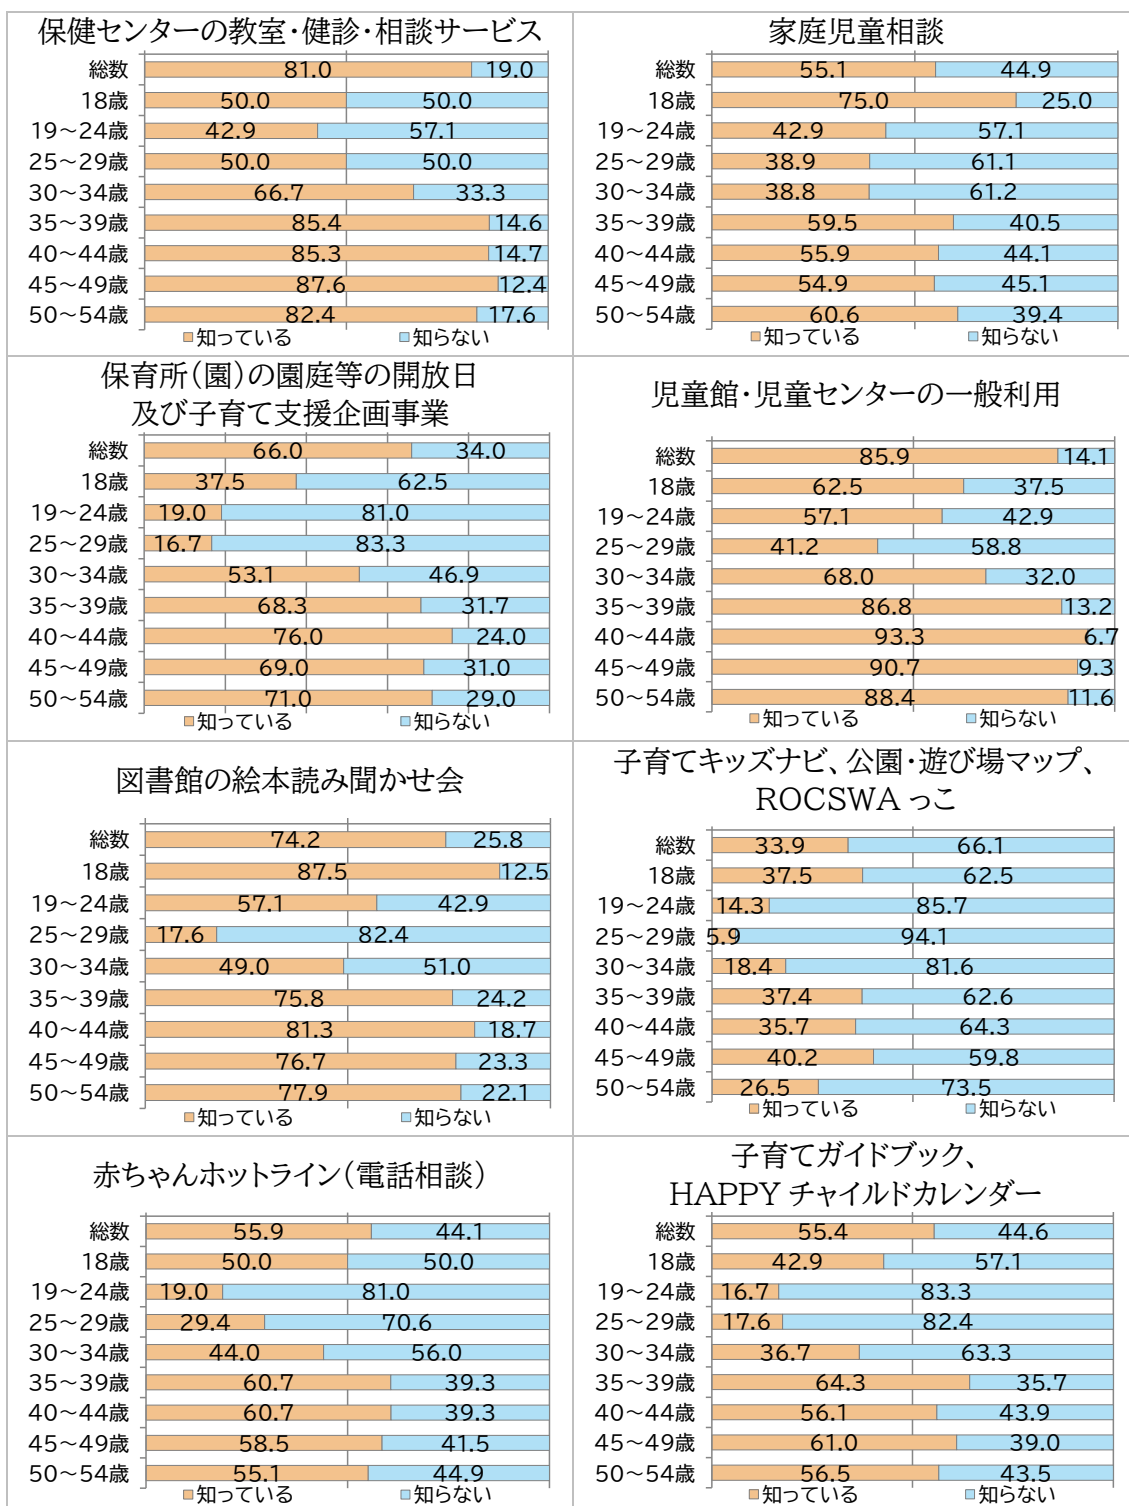 保健センターの教室・健診・相談サービス
総数 81.0 19.0
18歳 50.0 50.0
19～24歳 42.9 57.1
25～29歳 50.0 50.0
30～34歳 66.7 33.3
35～39歳 85.4 14.6
40～44歳 85.3 14.7
45～49歳 87.6 12.4
50～54歳 82.4 17.6
知っている 知らない
家庭児童相談
総数 55.1 44.9
18歳 75.0 25.0
19～24歳 42.9 57.1
25～29歳 38.9 61.1
30～34歳 38.8 61.2
35～39歳 59.5 40.5
40～44歳 55.9 44.1
45～49歳 54.9 45.1
50～54歳 60.6 39.4
知っている 知らない
保育所（園）の園庭等の開放日
及び子育て支援企画事業
総数 66.0 34.0
18歳 37.5 62.5
19～24歳 19.0 81.0
25～29歳 16.7 83.3
30～34歳 53.1 46.9
35～39歳 68.3 31.7
40～44歳 76.0 24.0
45～49歳 69.0 31.0
50～54歳 71.0 29.0
知っている 知らない
児童館・児童センターの一般利用
総数 85.9 14.1
18歳 62.5 37.5
19～24歳 57.1 42.9
25～29歳 41.2 58.8
30～34歳 68.0 32.0
35～39歳 86.8 13.2
40～44歳 93.3 6.7
45～49歳 90.7 9.3
50～54歳 88.4 11.6
知っている 知らない
図書館の絵本読み聞かせ会
総数 74.2 25.8
18歳 87.5 12.5
19～24歳 57.1 42.9
25～29歳 17.6 82.4
30～34歳 49.0 51.0
35～39歳 75.8 24.2
40～44歳 81.3 18.7
45～49歳 76.7 23.3
50～54歳 77.9 22.1
知っている 知らない
子育てキッズナビ、公園・遊び場マップ、
ROCSWAっこ
総数 33.9 66.1
18歳 37.5 62.5
19～24歳 14.3 85.7
25～29歳 5.9 94.1
30～34歳 18.4 81.6
35～39歳 37.4 62.6
40～44歳 35.7 64.3
45～49歳 40.2 59.8
50～54歳 26.5 73.5
知っている 知らない
赤ちゃんホットライン（電話相談）
総数 55.9 44.1
18歳 50.0 50.0
19～24歳 19.0 81.0
25～29歳 29.4 70.6
30～34歳 44.0 56.0
35～39歳 60.7 39.3
40～44歳 60.7 39.3
45～49歳 58.5 41.5
50～54歳 55.1 44.9
知っている 知らない
子育てガイドブック、
HAPPYチャイルドカレンダー
総数 55.4 44.6
18歳 42.9 57.1
19～24歳 16.7 83.3
25～29歳 17.6 82.4
30～34歳 36.7 63.3
35～39歳 64.3 35.7
40～44歳 56.1 43.9
45～49歳 61.0 39.0
50～54歳 56.5 43.5
知っている 知らない